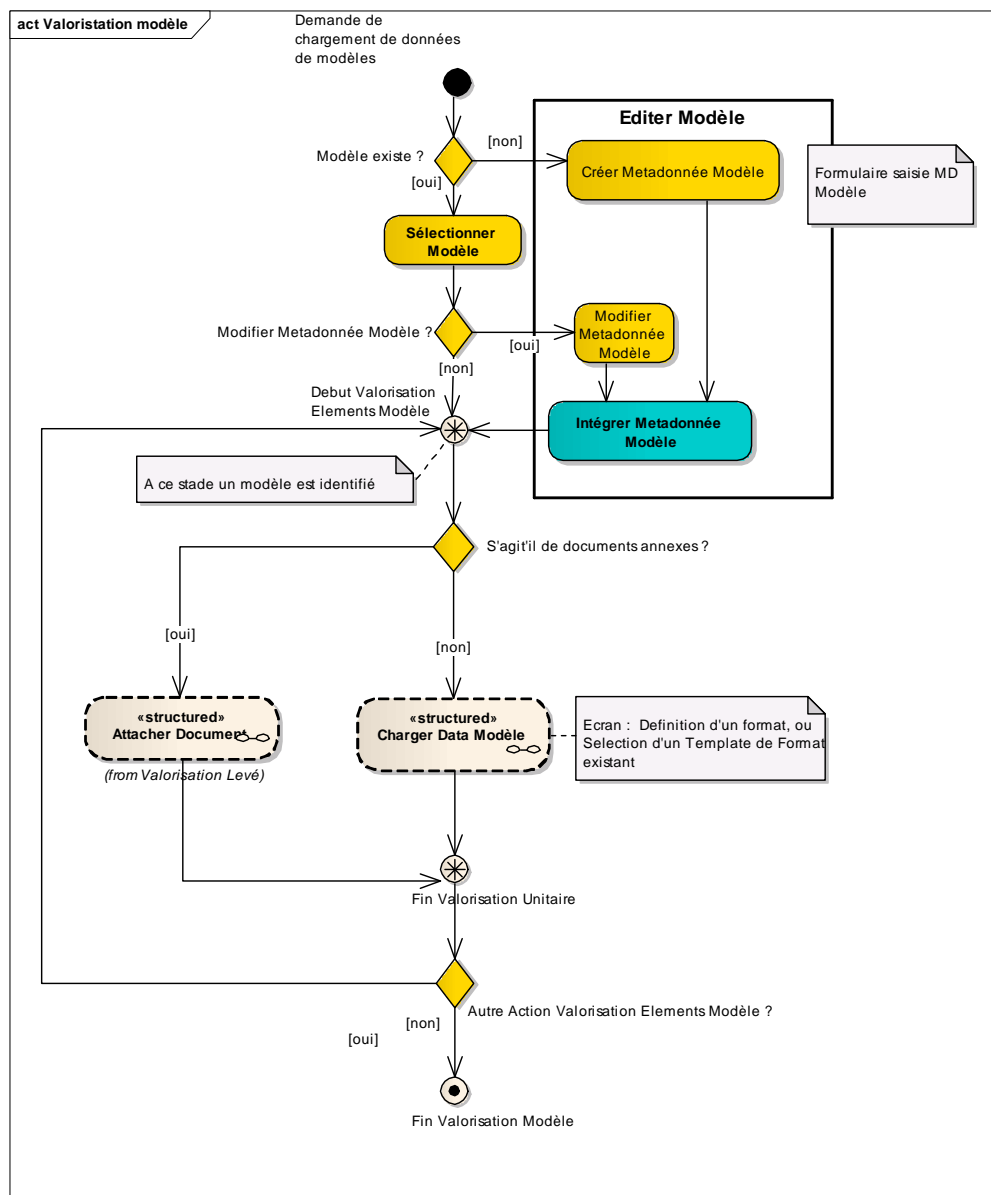 act Valoristation modèle
Demande de
chargement de données
de modèles
Editer Modèle
[non]
Modèle existe ?
Créer Metadonnée Modèle
Formulaire saisie MD
Modèle
[oui]
Sélectionner
Modèle
Modifier Metadonnée Modèle ?
[oui]
Modifier
Metadonnée
Modèle
[non]
Debut Valorisation
Elements Modèle
Intégrer Metadonnée
Modèle
A ce stade un modèle est identifié
S'agit'il de documents annexes ?
[oui]
[non]
«structured»
Attacher Document
(from Valorisation Levé)
«structured»
Charger Data Modèle
Ecran : Definition d'un format, ou
Selection d'un Template de Format
existant
Fin Valorisation Unitaire
Autre Action Valorisation Elements Modèle ?
[non]
[oui]
Fin Valorisation Modèle